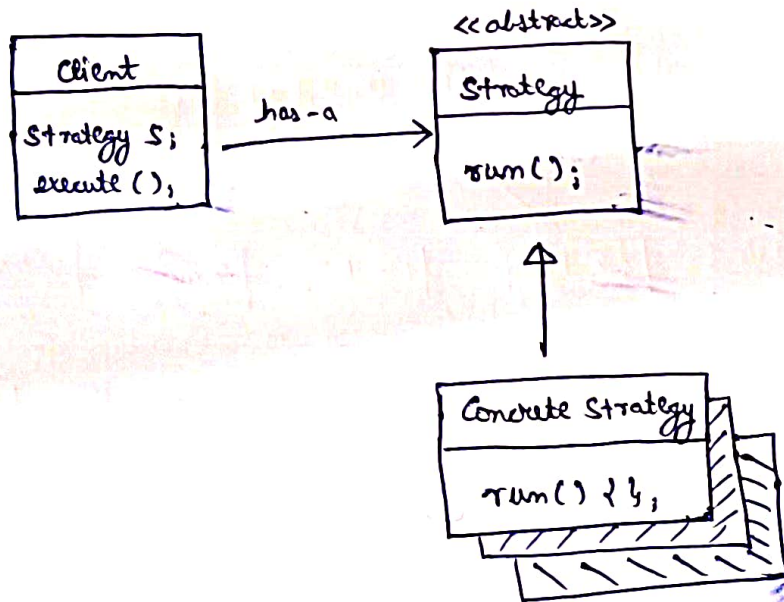 Client
Strategy S;
execute();
has-a
<<abstract>>
Strategy
run();
Concrete Strategy
run() { };